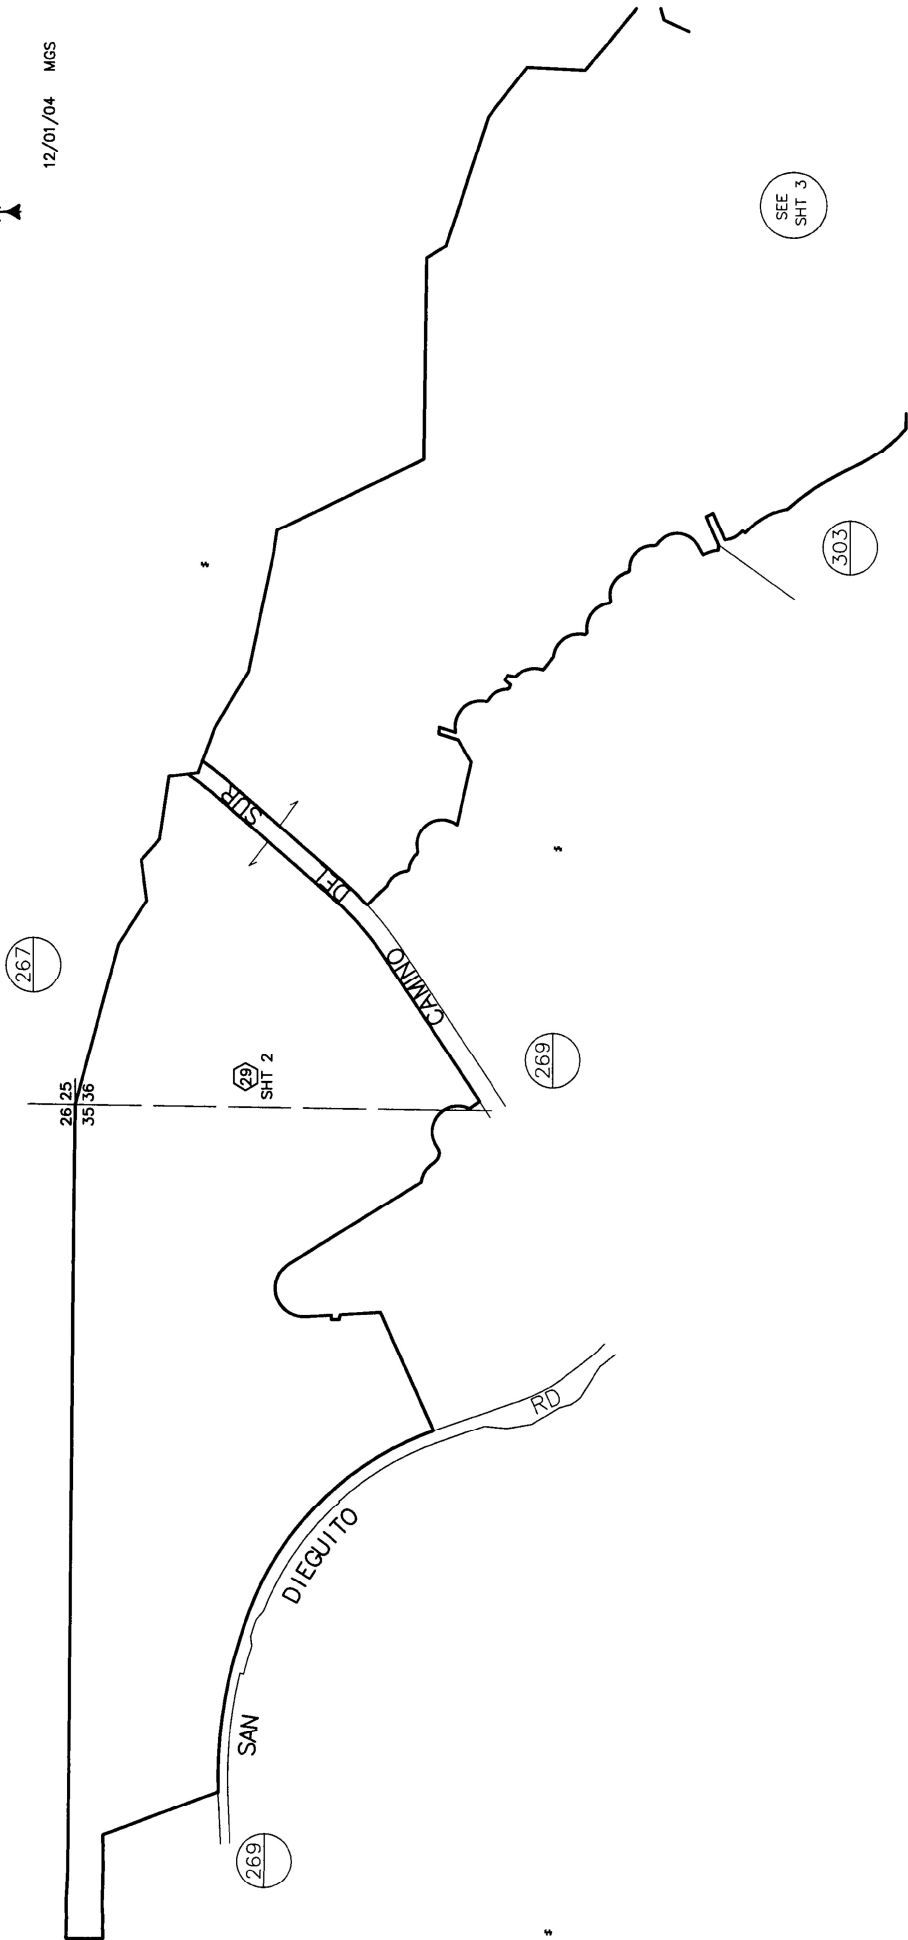 12/01/04 MGS
267
26 25
35 36
29
SHT 2
SEE
SHT 3
303
CAMINO DEL SUR
269
SAN DIEGUITO RD
269